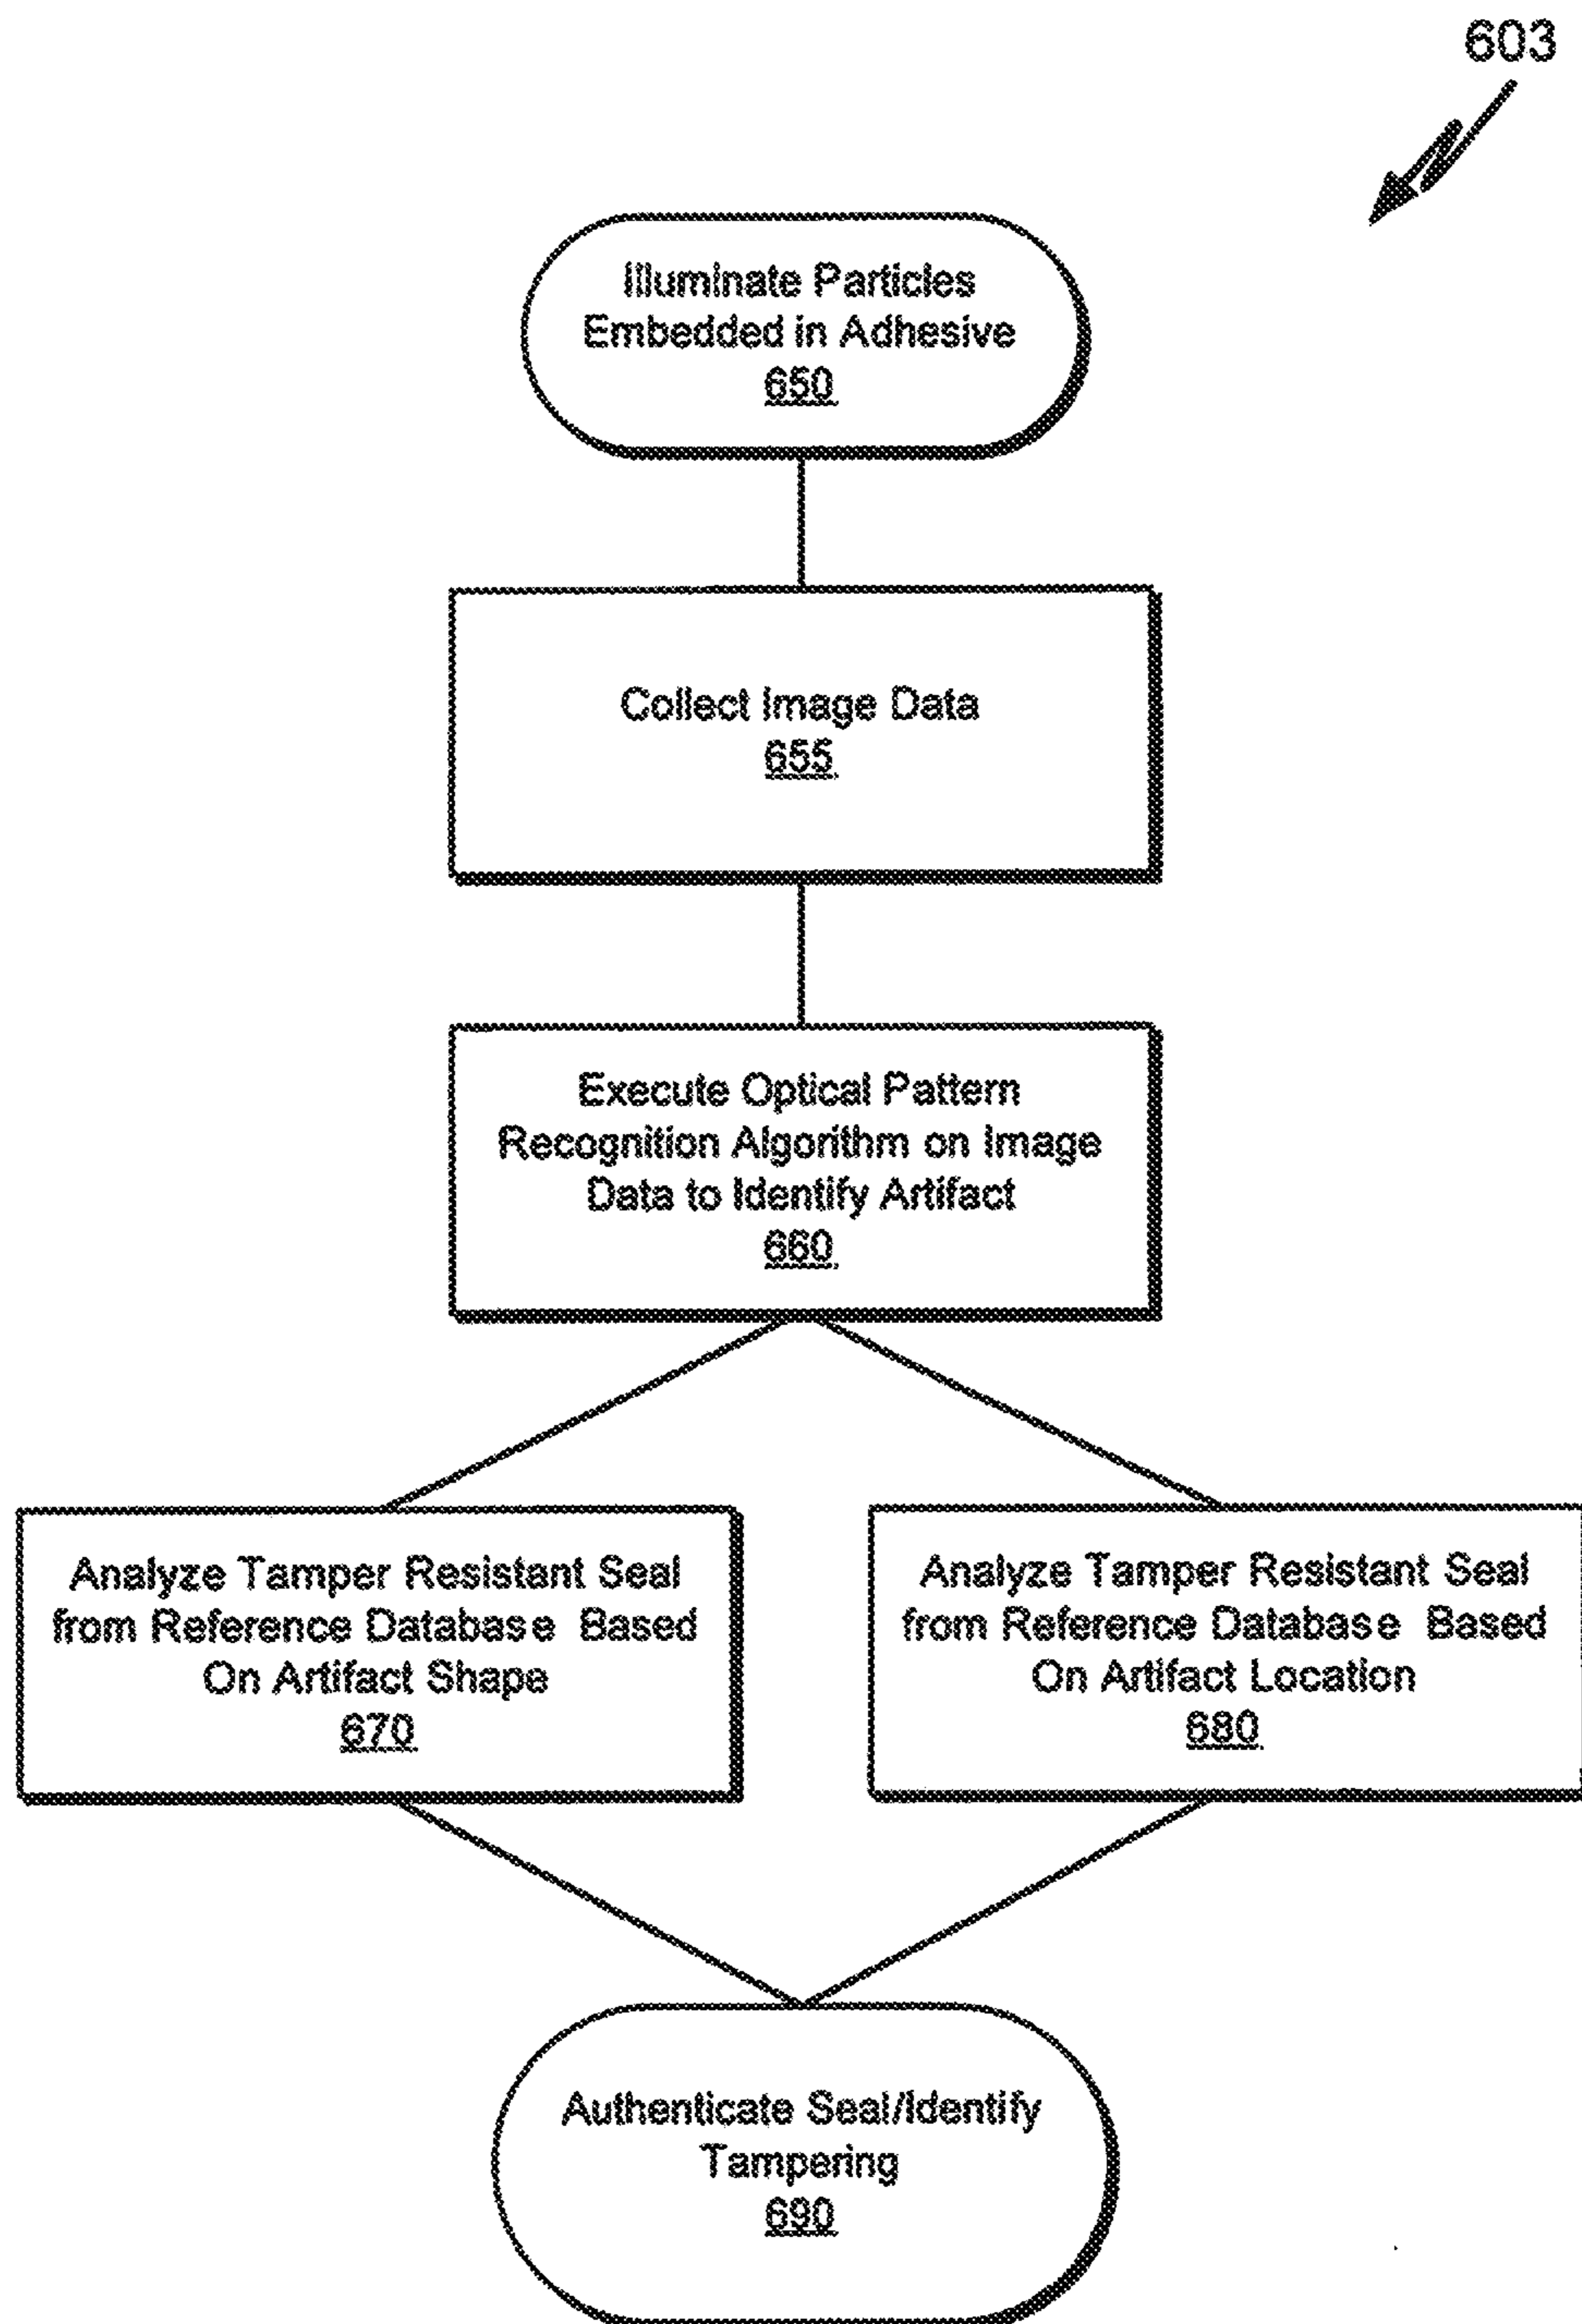 603
Illuminate Particles
Embedded in Adhesive
650
Collect Image Data
655
Execute Optical Pattern
Recognition Algorithm on Image
Data to Identify Artifact
660
Analyze Tamper Resistant Seal
from Reference Database Based
On Artifact Shape
670
Analyze Tamper Resistant Seal
from Reference Database Based
On Artifact Location
680
Authenticate Seal/Identify
Tampering
690